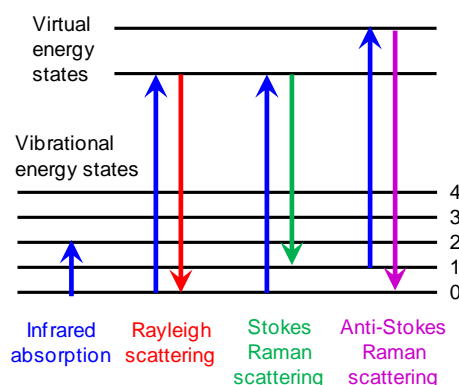 Virtual
energy
states
Vibrational
energy states
4
3
2
1
0
Infrared
absorption
Rayleigh
scattering
Stokes
Raman
scattering
Anti-Stokes
Raman
scattering